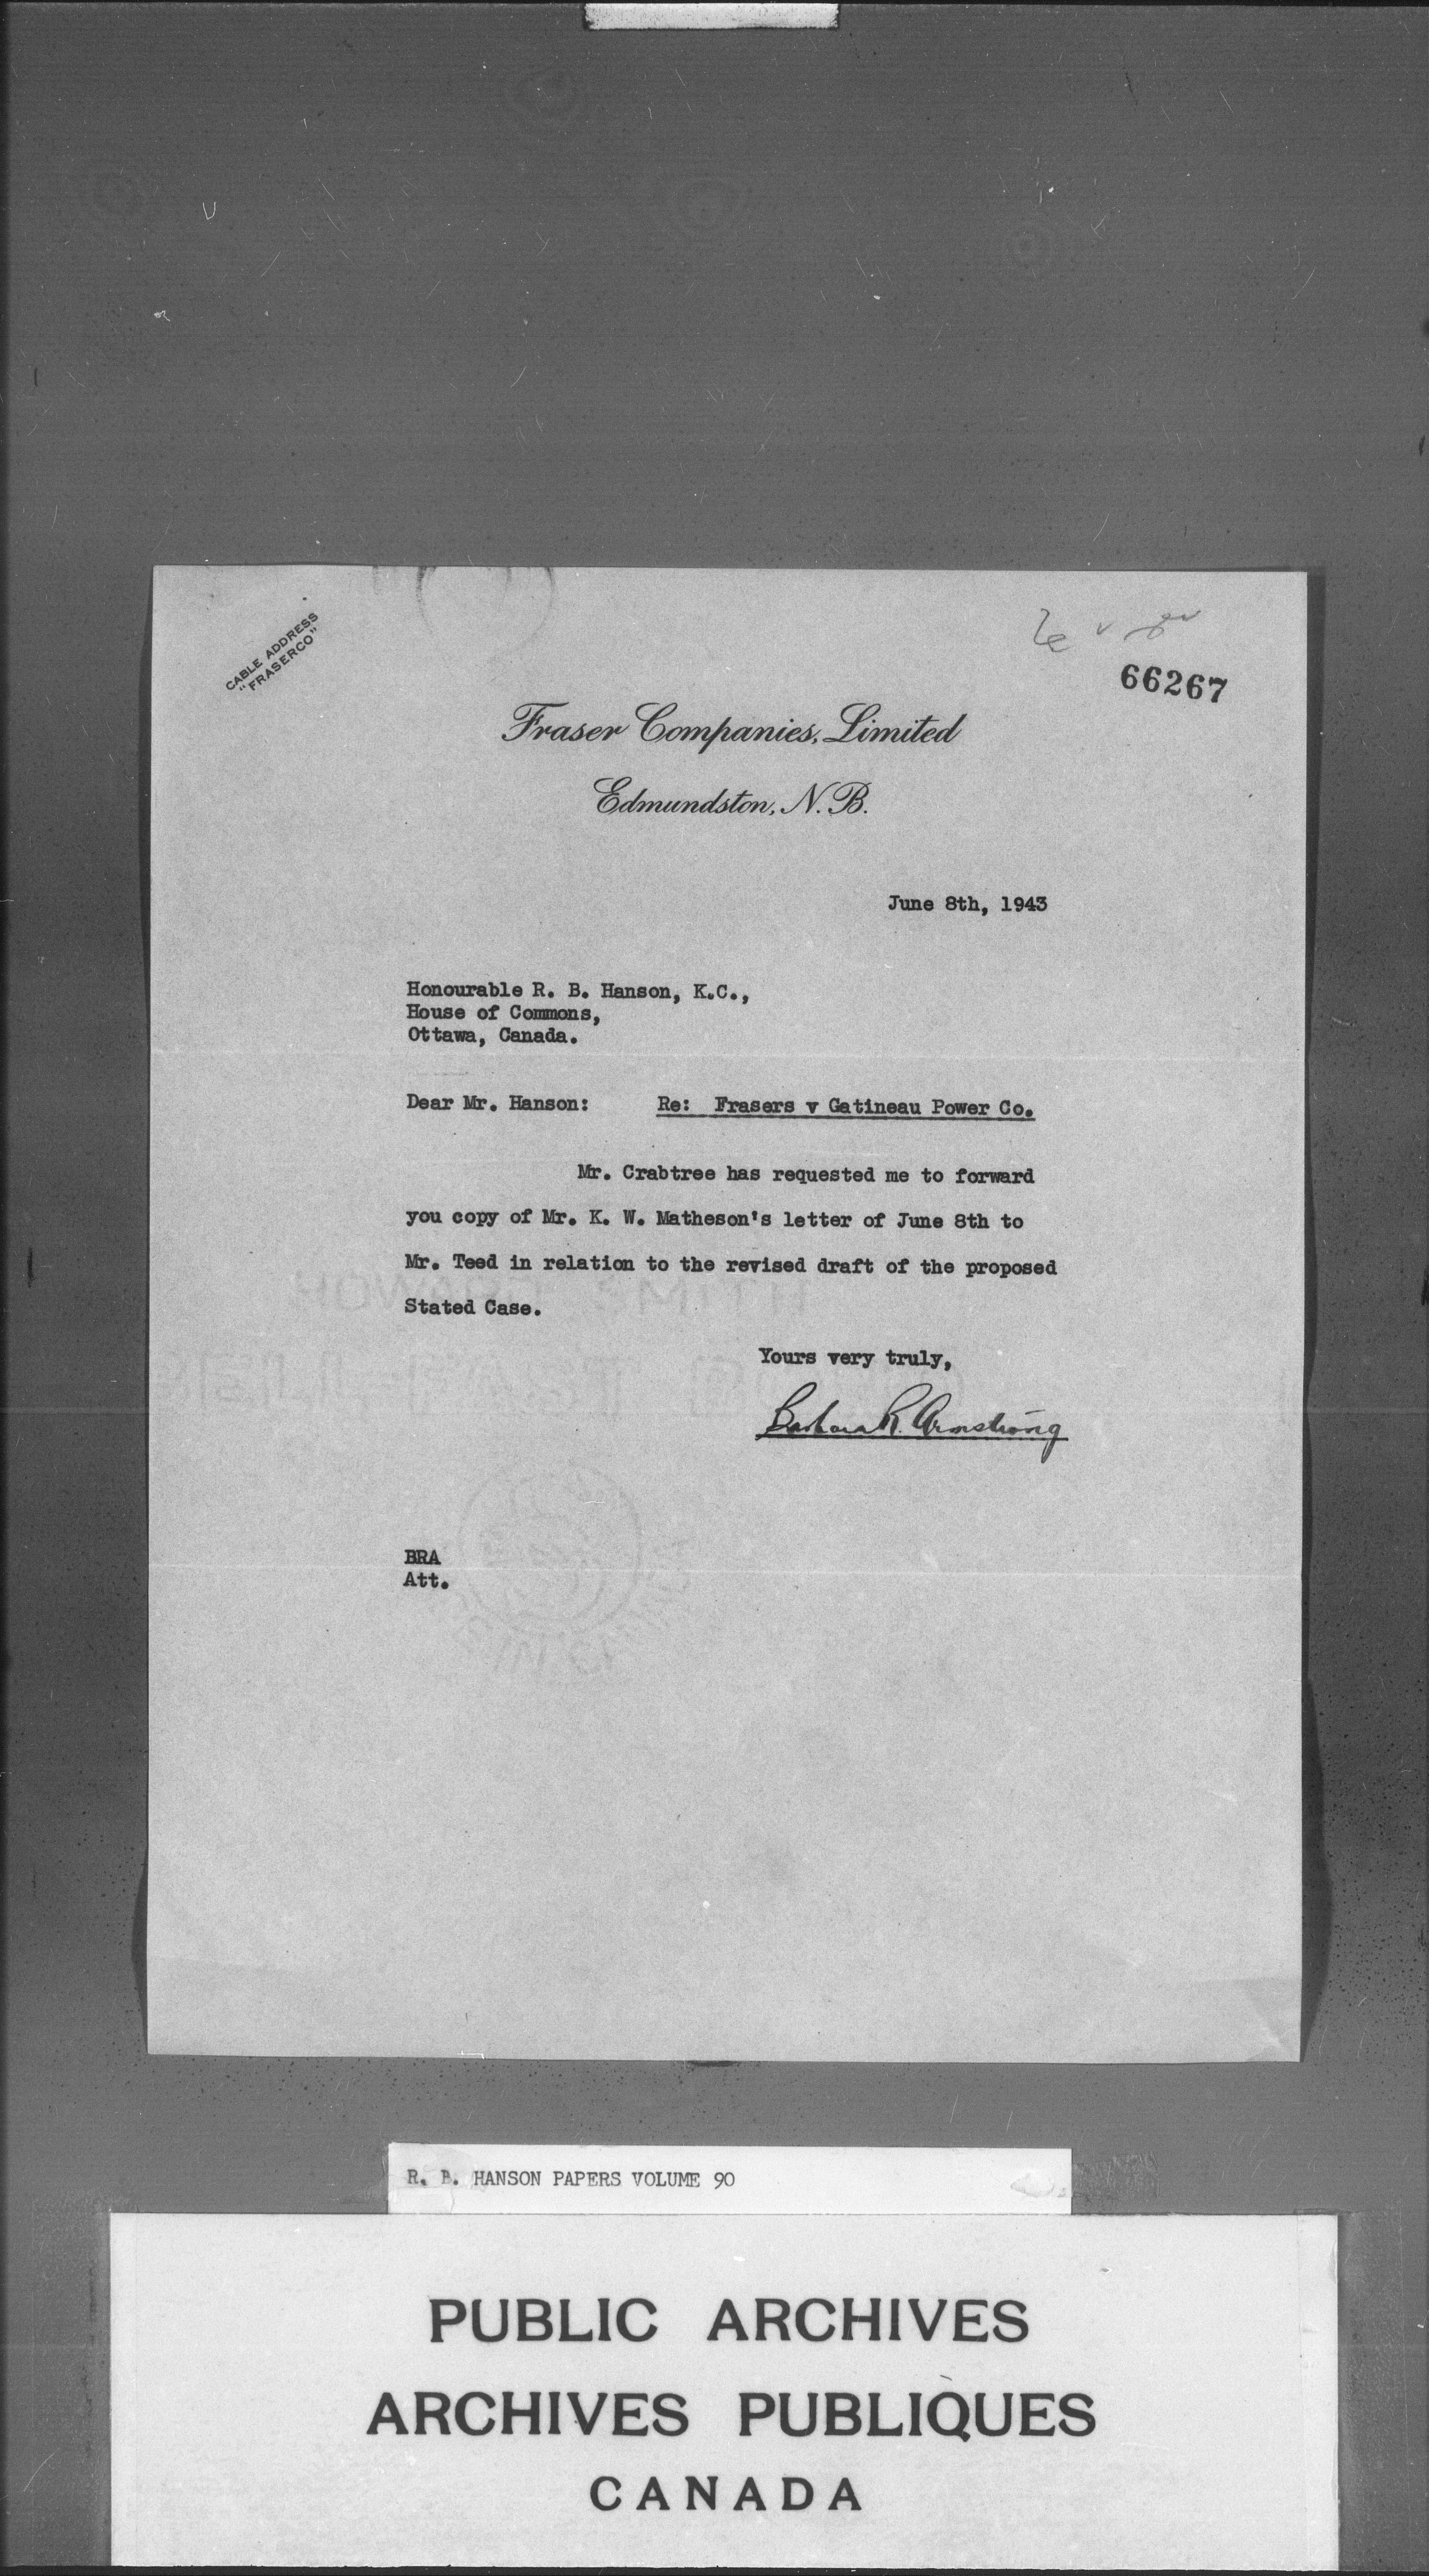 CABLE ADDRESS
"FRASERCO"
66267
Fraser Companies, Limited
Edmundston, N. B.
June 8th, 1943
Honourable R. B. Hanson, K.C.,
House of Commons,
Ottawa, Canada.
Dear Mr. Hanson: Re: Frasers v Gatineau Power Co.
Mr. Crabtree has requested me to forward
you copy of Mr. K. W. Matheson's letter of June 8th to
Mr. Teed in relation to the revised draft of the proposed
Stated Case.
Yours very truly,
Barbara R. Armstrong
BRA
Att.
R. B. HANSON PAPERS VOLUME 90
PUBLIC ARCHIVES
ARCHIVES PUBLIQUES
CANADA